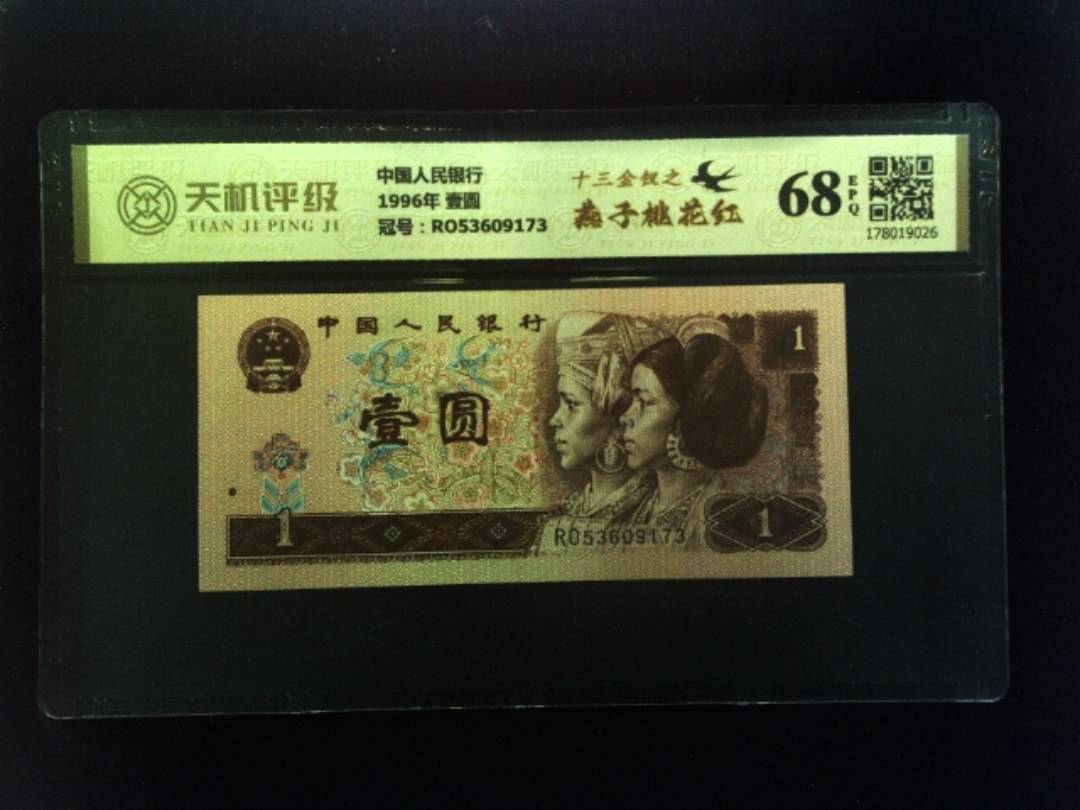 天机评级
TIAN JI PING JI
中国人民银行
1996年 壹圆
冠号：RO53609173
十三金钗之
燕子桃花红
68
EPQ
178019026
中国人民银行
壹圆
1
1
1
RO53609173